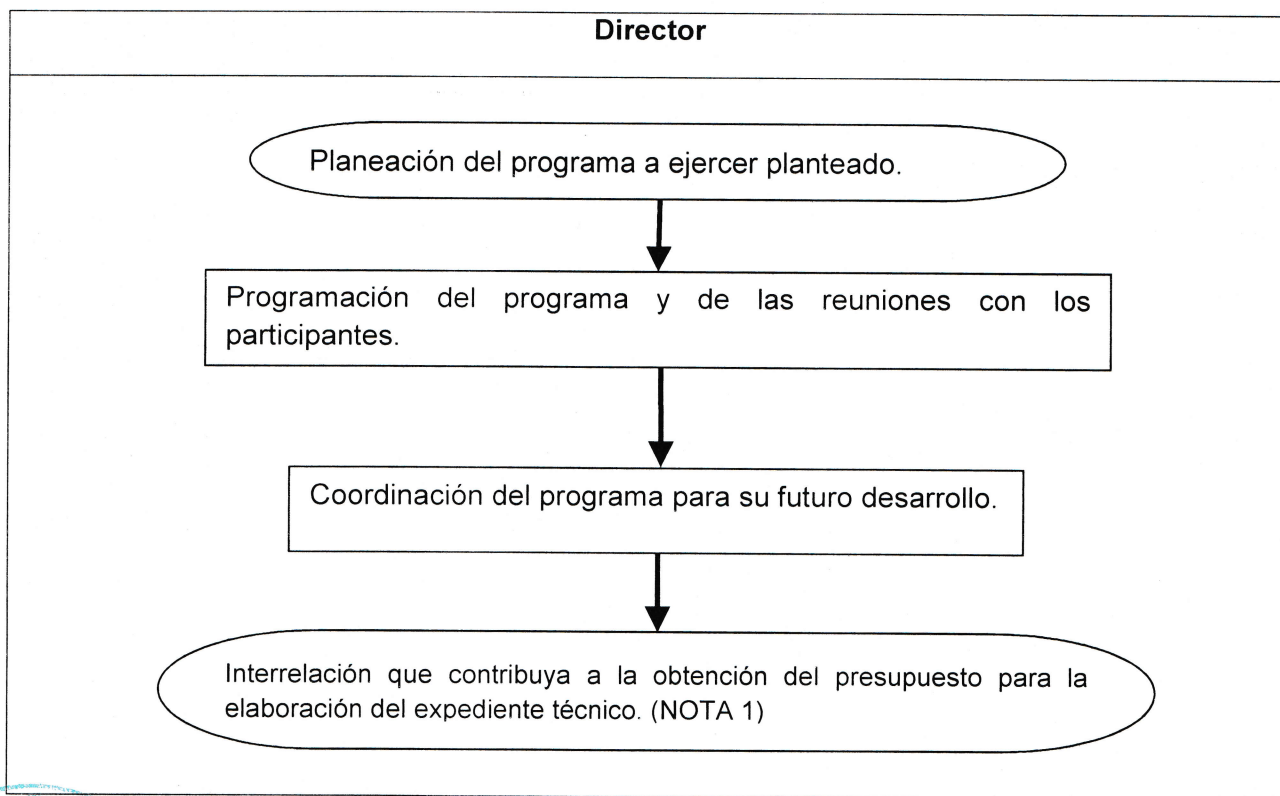 Director
Planeación del programa a ejercer planteado.
Programación del programa y de las reuniones con los
participantes.
Coordinación del programa para su futuro desarrollo.
Interrelación que contribuya a la obtención del presupuesto para la
elaboración del expediente técnico. (NOTA 1)